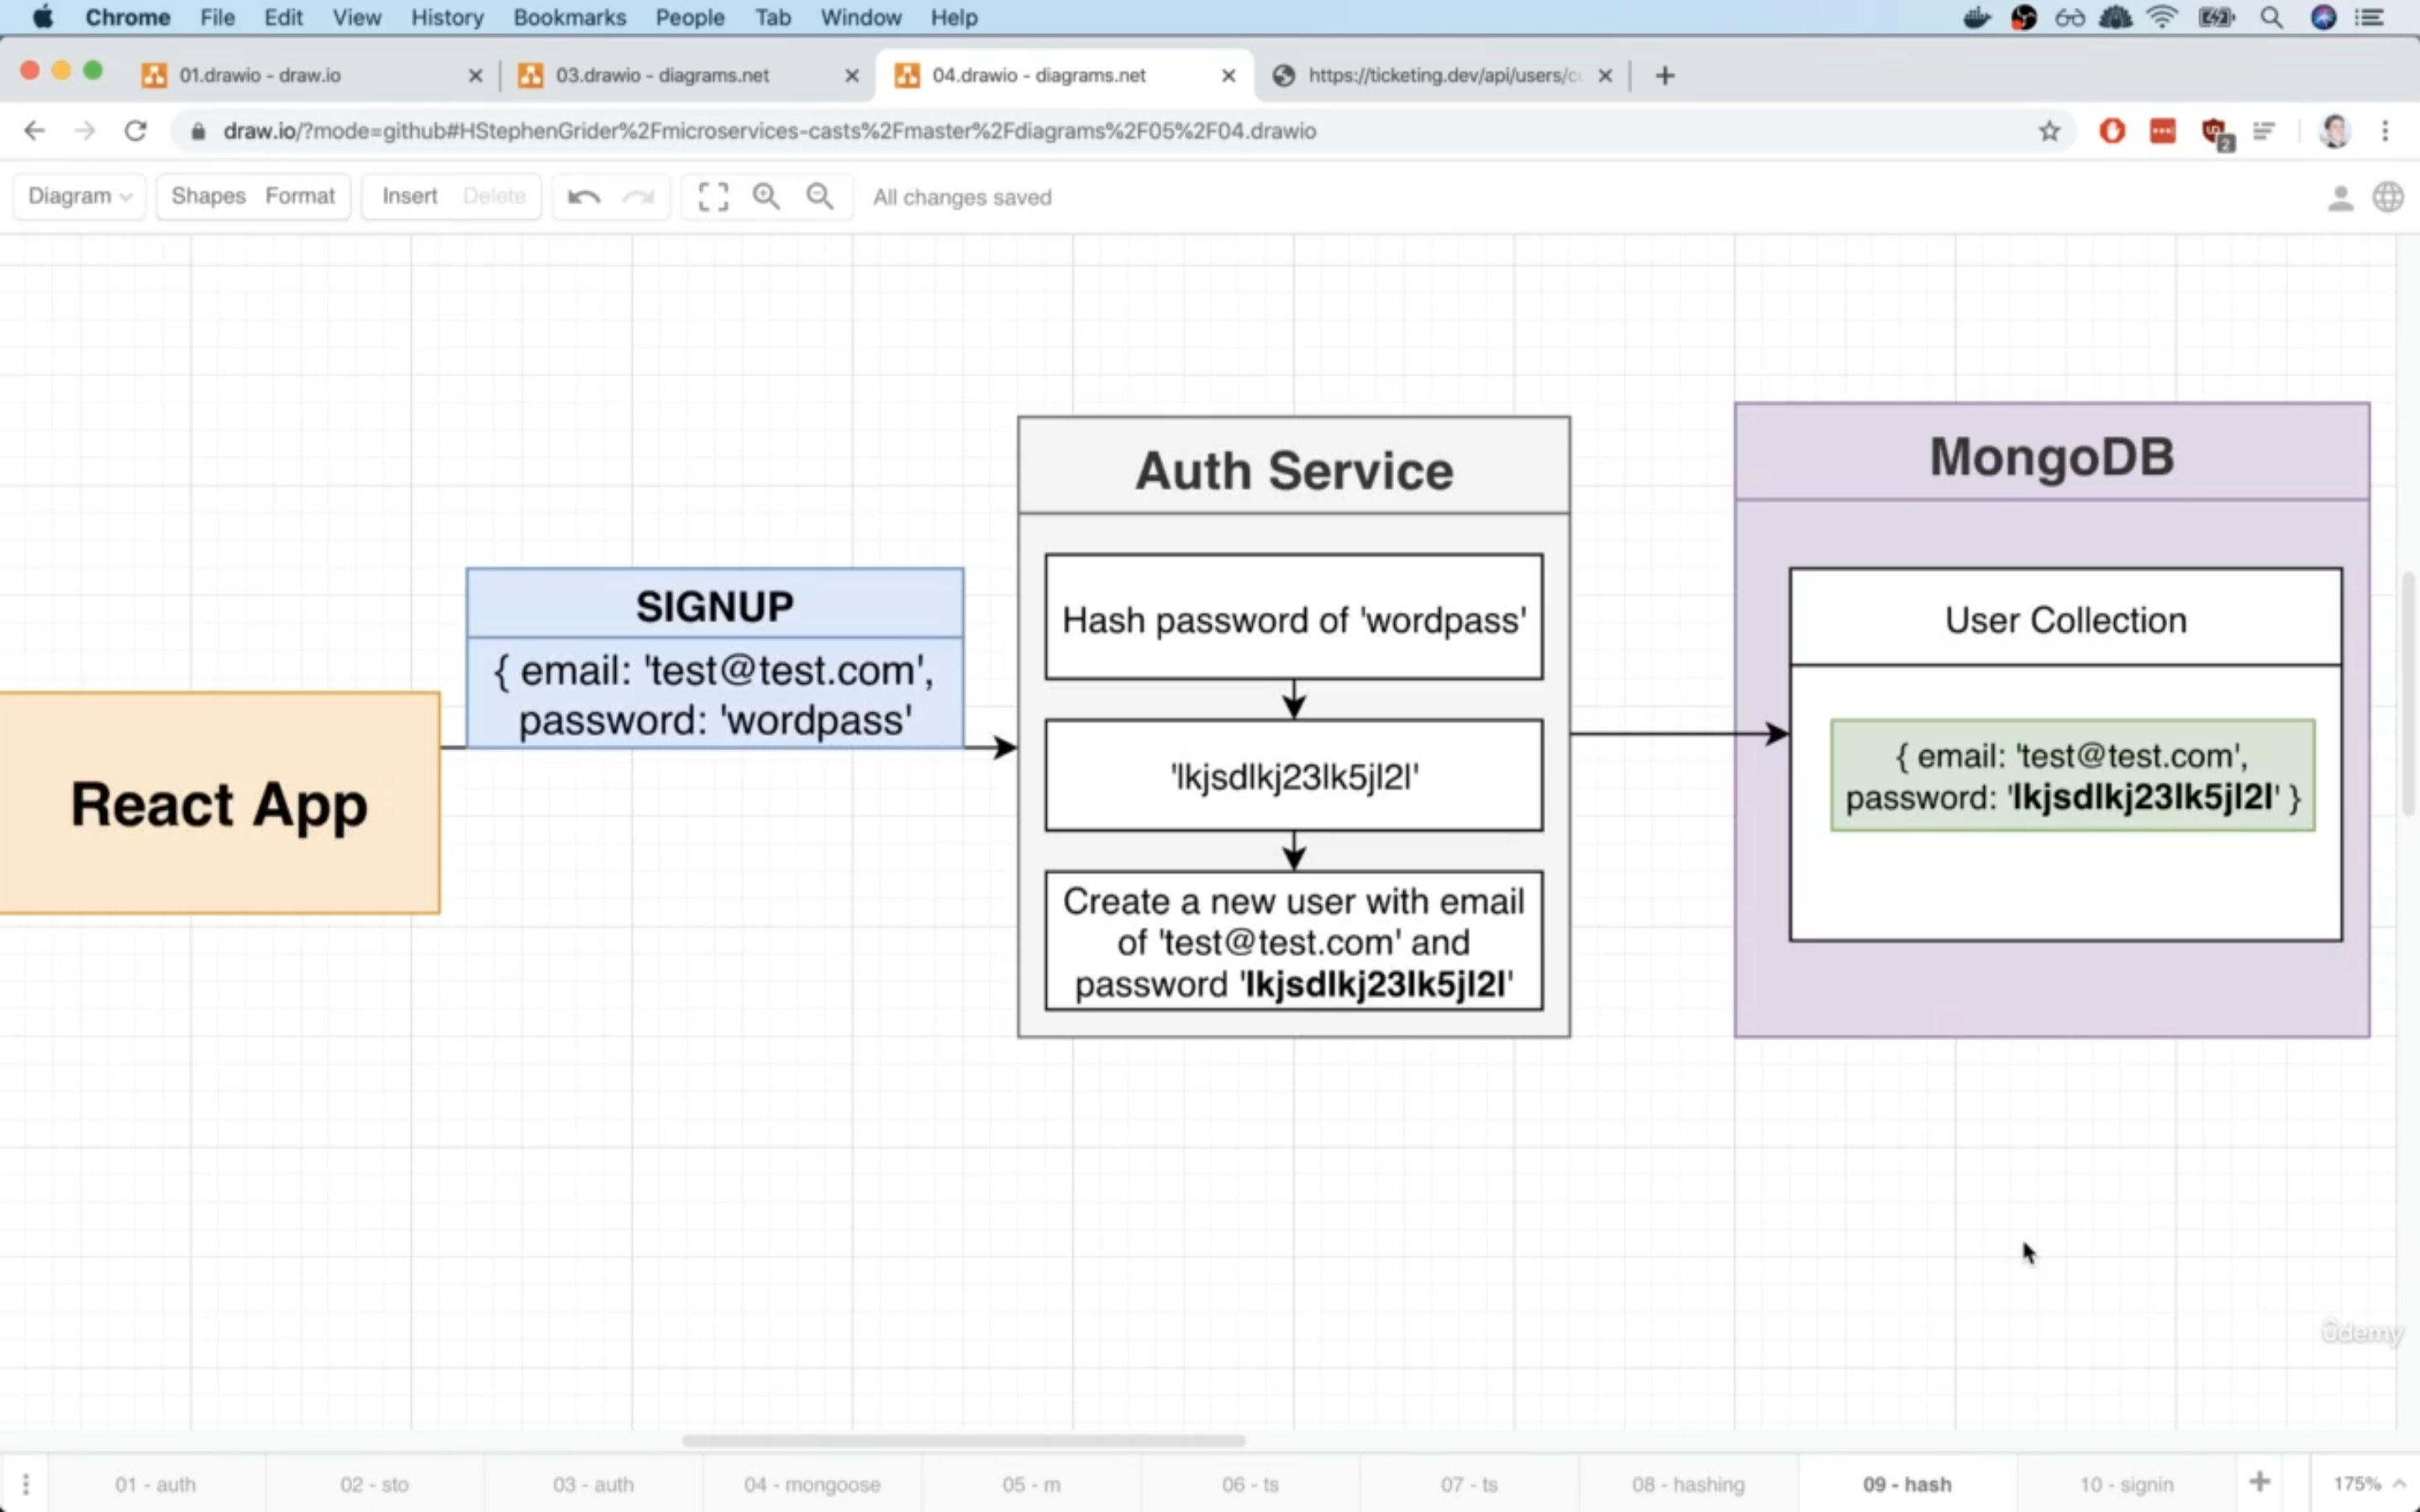 Chrome File Edit View History Bookmarks People Tab Window Help
01.drawio - draw.io
03.drawio - diagrams.net
04.drawio - diagrams.net
https://ticketing.dev/api/users/c
draw.io/?mode=github#HStephenGrider%2Fmicroservices-casts%2Fmaster%2Fdiagrams%2F05%2F04.drawio
2
Diagram Shapes Format Insert Delete All changes saved
React App
SIGNUP
{ email: 'test@test.com',
password: 'wordpass'
Auth Service
Hash password of 'wordpass'
'lkjsdlkj23lk5jl2l'
Create a new user with email
of 'test@test.com' and
password 'lkjsdlkj23lk5jl2l'
MongoDB
User Collection
{ email: 'test@test.com',
password: 'lkjsdlkj23lk5jl2l' }
ûdemy
01 - auth
02 - sto
03 - auth
04 - mongoose
05 - m
06 - ts
07 - ts
08 - hashing
09 - hash
10 - signin
175%